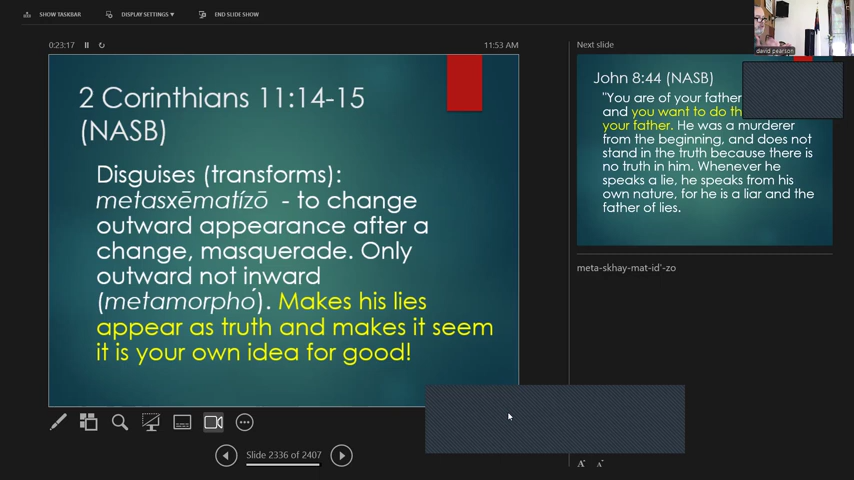 SHOW TASKBAR
DISPLAY SETTINGS
END SLIDE SHOW
0:23:17
11:53 AM
2 Corinthians 11:14-15
(NASB)
Disguises (transforms):
metasxēmatízō - to change
outward appearance after a
change, masquerade. Only
outward not inward
(metamorphó). Makes his lies
appear as truth and makes it seem
it is your own idea for good!
Slide 2336 of 2407
Next slide
John 8:44 (NASB)
"You are of your father
and you want to do th
your father. He was a murderer
from the beginning, and does not
stand in the truth because there is
no truth in him. Whenever he
speaks a lie, he speaks from his
own nature, for he is a liar and the
father of lies.
meta-skhay-mat-id'-zo
A A
david pearson